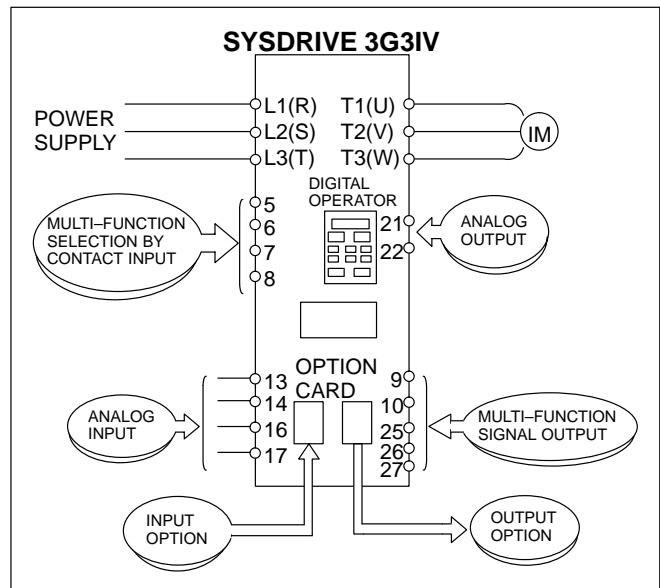 SYSDRIVE 3G3IV
POWER
SUPPLY
L1(R)
L2(S)
L3(T)
T1(U)
T2(V)
T3(W)
IM
DIGITAL
OPERATOR
MULTI–FUNCTION
SELECTION BY
CONTACT INPUT
5
6
7
8
21
22
ANALOG
OUTPUT
OPTION
CARD
ANALOG
INPUT
13
14
16
17
9
10
25
26
27
MULTI–FUNCTION
SIGNAL OUTPUT
INPUT
OPTION
OUTPUT
OPTION